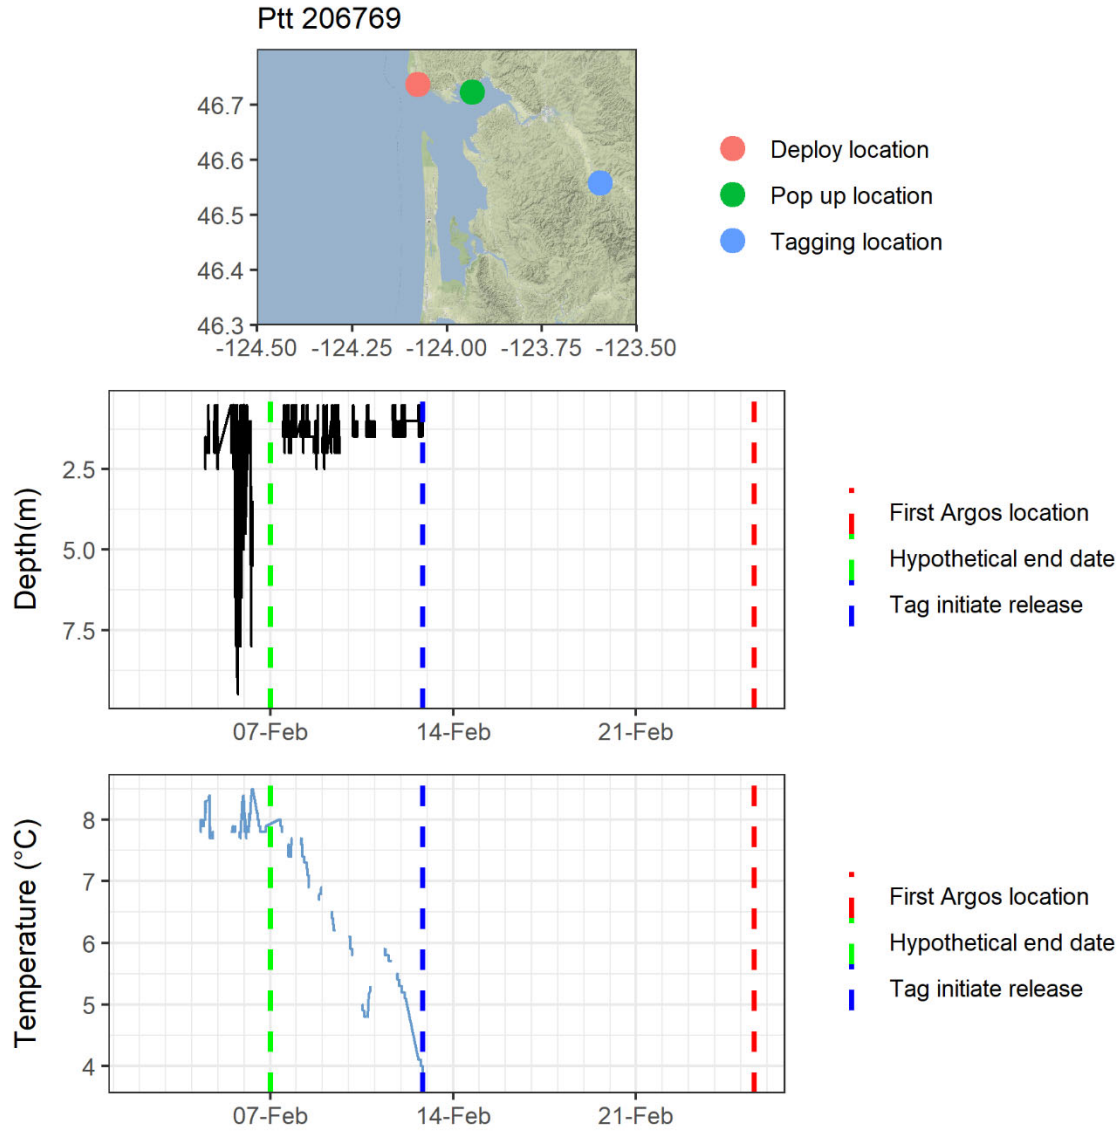 Ptt 206769
46.7
46.6
46.5
46.4
46.3
-124.50 -124.25 -124.00 -123.75 -123.50
Deploy location
Pop up location
Tagging location
Depth(m)
2.5
5.0
7.5
07-Feb 14-Feb 21-Feb
First Argos location
Hypothetical end date
Tag initiate release
Temperature (°C)
8
7
6
5
4
07-Feb 14-Feb 21-Feb
First Argos location
Hypothetical end date
Tag initiate release